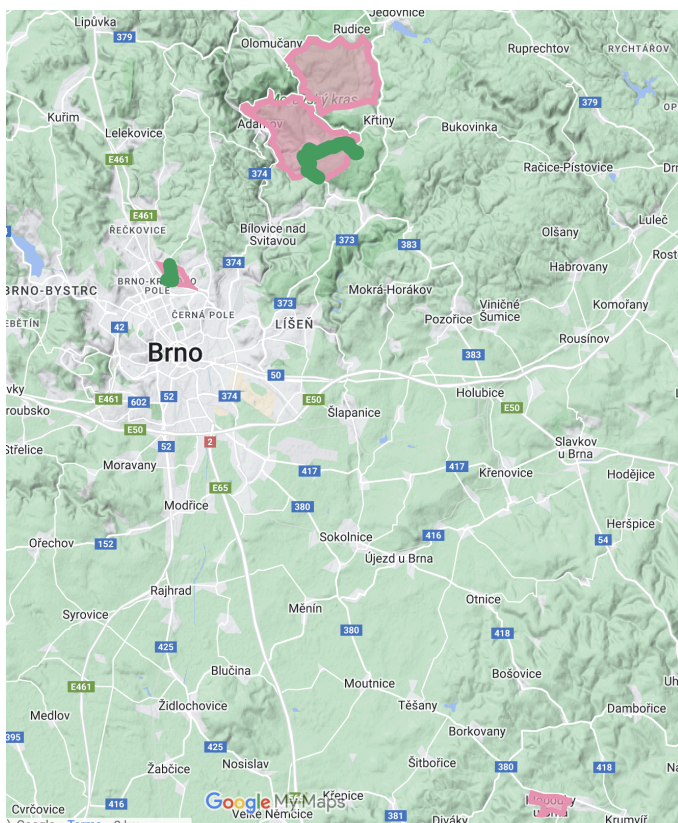 Jedovnice
Lipůvka
379
Rudice
Olomučany
Ruprechtov
RYCHTÁŘOV
Moravský kras
379
Kuřim
Adamov
Křtiny
Bukovinka
Lelekovice
E461
374
Račice-Pístovice
E461
ŘEČKOVICE
Bílovice nad
Svitavou
373
383
Olšany
Luleč
374
Habrovany
BRNO-KR
POLE
373
Mokrá-Horákov
Viničné
Šumice
Komořany
ČERNÁ POLE
LÍŠEŇ
Pozořice
42
Rousínov
Brno
383
50
E461
602
52
374
E50
Holubice
E50
Šlapanice
E50
52
2
Slavkov
u Brna
Moravany
417
417
Křenovice
Hodějice
E65
Modřice
380
Heršpice
416
54
Ořechov
152
Sokolnice
Újezd u Brna
Rajhrad
Otnice
Měnín
Syrovice
380
418
425
Blučina
Bošovice
E461
Moutnice
Židlochovice
Těšany
Dambořice
Medlov
395
Borkovany
425
Nosislav
Šitbořice
Žabčice
380
418
Google My Maps
Cvrčovice
416
Křepice
Velké Němčice
381
Diváky
Krumvíř